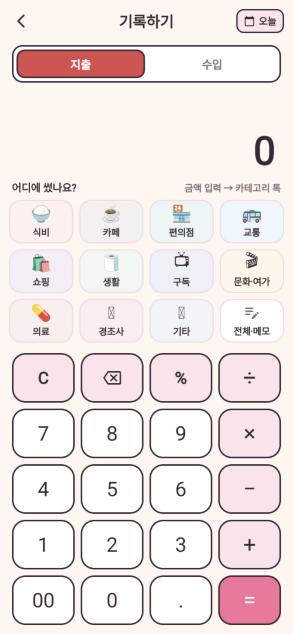 기록하기
오늘
지출
수입
0
어디에 썼나요?
금액 입력 → 카테고리 톡
식비
카페
24
편의점
교통
쇼핑
생활
구독
문화·여가
의료
경조사
기타
전체·메모
C
%
÷
7
8
9
×
4
5
6
−
1
2
3
+
00
0
.
=